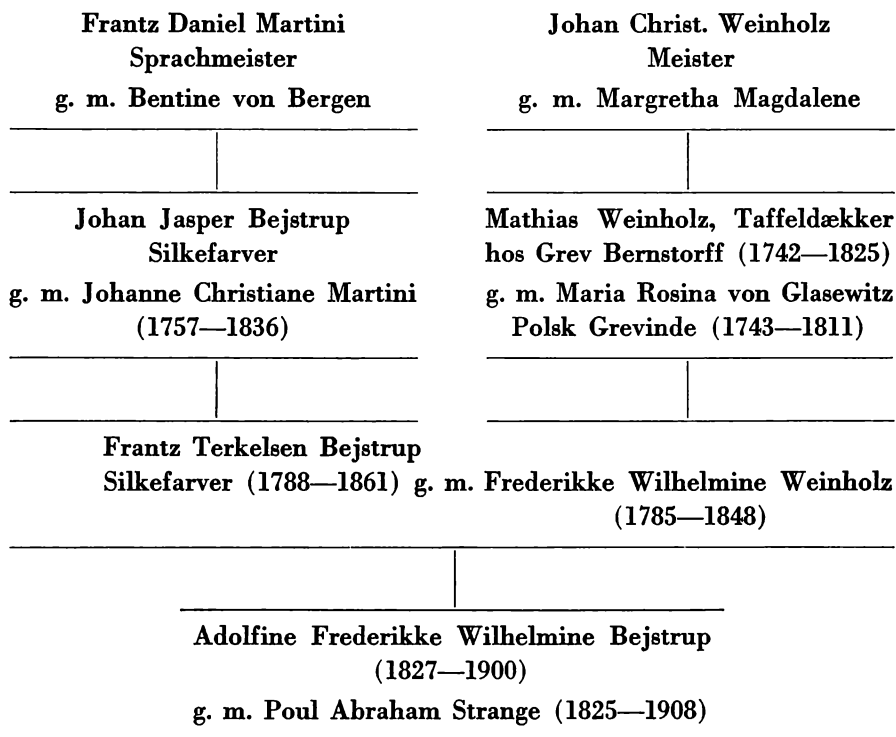 Frantz Daniel Martini
Sprachmeister
g. m. Bentine von Bergen
Johan Christ. Weinholz
Meister
g. m. Margretha Magdalene
Johan Jasper Bejstrup
Silkefarver
g. m. Johanne Christiane Martini
(1757—1836)
Mathias Weinholz, Taffeldækker
hos Grev Bernstorff (1742—1825)
g. m. Maria Rosina von Glasewitz
Polsk Grevinde (1743—1811)
Frantz Terkelsen Bejstrup
Silkefarver (1788—1861) g. m. Frederikke Wilhelmine Weinholz
(1785—1848)
Adolfine Frederikke Wilhelmine Bejstrup
(1827—1900)
g. m. Poul Abraham Strange (1825—1908)